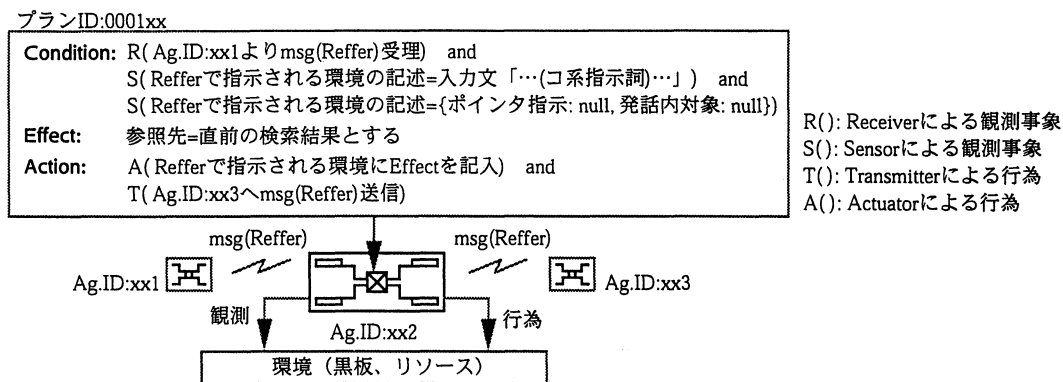 プランID:0001xx
Condition: R( Ag.ID:xx1よりmsg(Reffer)受理) and
S( Refferで指示される環境の記述=入力文「…(コ系指示詞)…」) and
S( Refferで指示される環境の記述={ポインタ指示: null, 発話内対象: null})
Effect: 参照先=直前の検索結果とする
Action: A( Refferで指示される環境にEffectを記入) and
T( Ag.ID:xx3へmsg(Reffer)送信)
R(): Receiverによる観測事象
S(): Sensorによる観測事象
T(): Transmitterによる行為
A(): Actuatorによる行為
msg(Reffer)
msg(Reffer)
Ag.ID:xx1
Ag.ID:xx3
観測
Ag.ID:xx2
行為
環境（黒板、リソース）